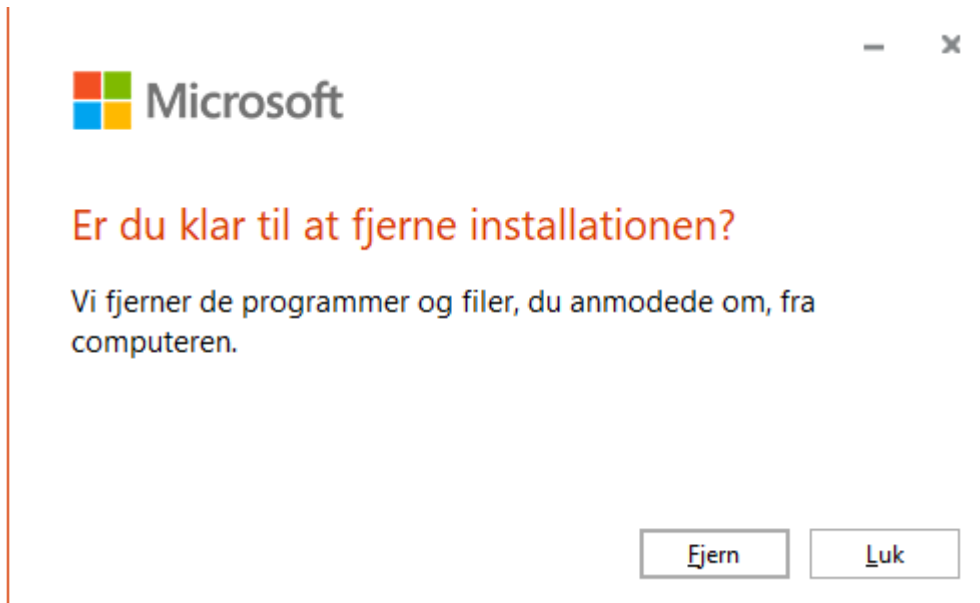 Microsoft
Er du klar til at fjerne installationen?
Vi fjerner de programmer og filer, du anmodede om, fra
computeren.
Fjern
Luk